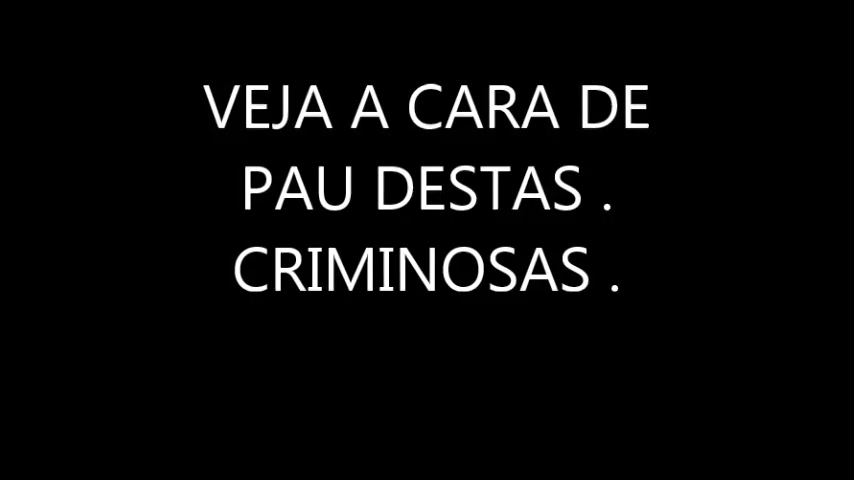 VEJA A CARA DE
PAU DESTAS .
CRIMINOSAS .